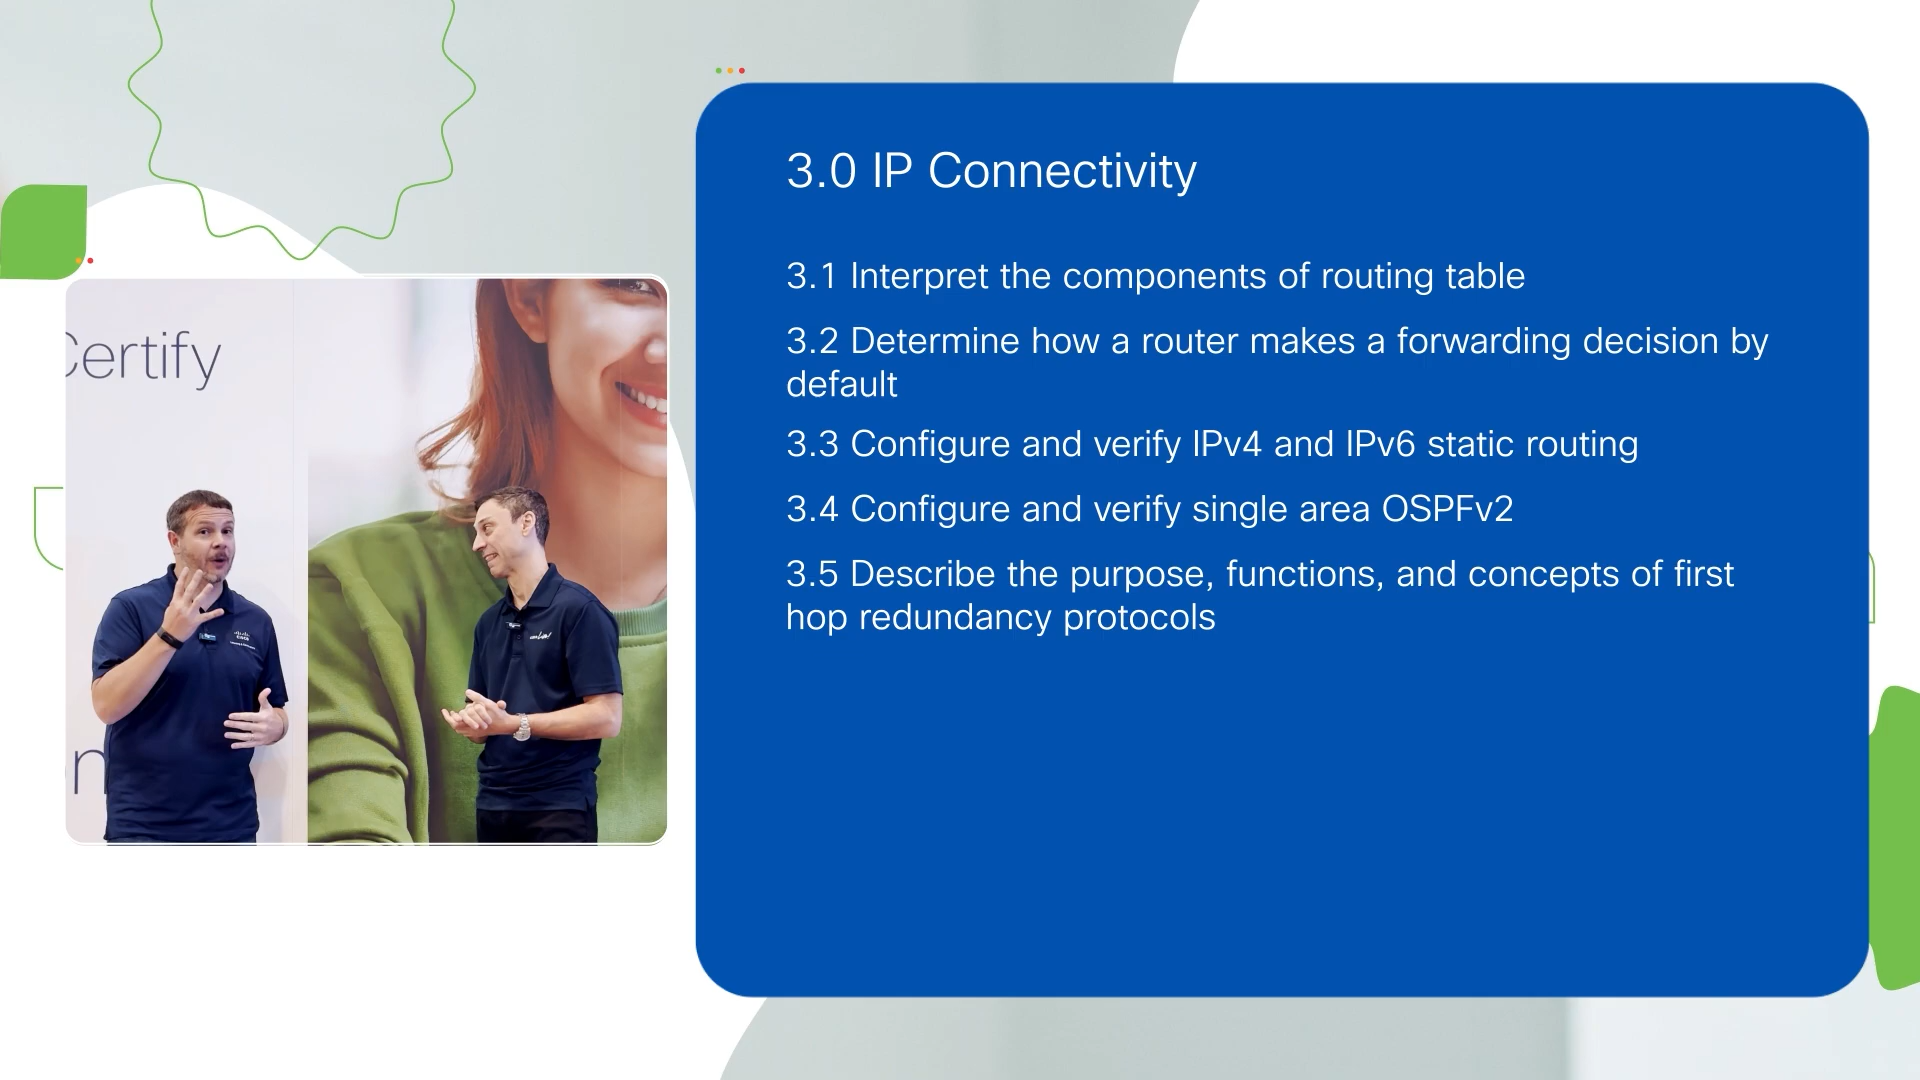 3.0 IP Connectivity
3.1 Interpret the components of routing table
3.2 Determine how a router makes a forwarding decision by
default
3.3 Configure and verify IPv4 and IPv6 static routing
3.4 Configure and verify single area OSPFv2
3.5 Describe the purpose, functions, and concepts of first
hop redundancy protocols
Certify